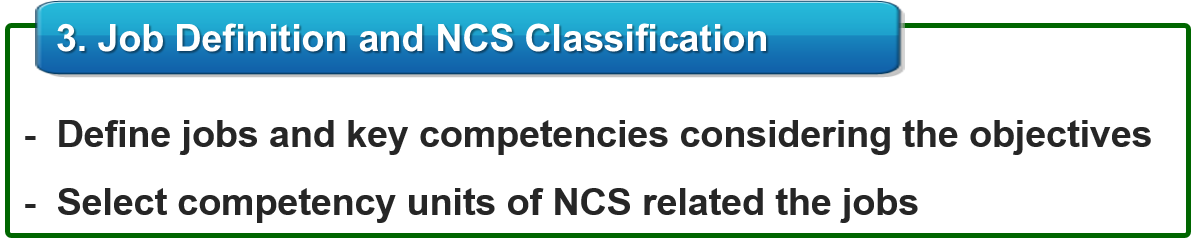 3. Job Definition and NCS Classification
- Define jobs and key competencies considering the objectives
- Select competency units of NCS related the jobs